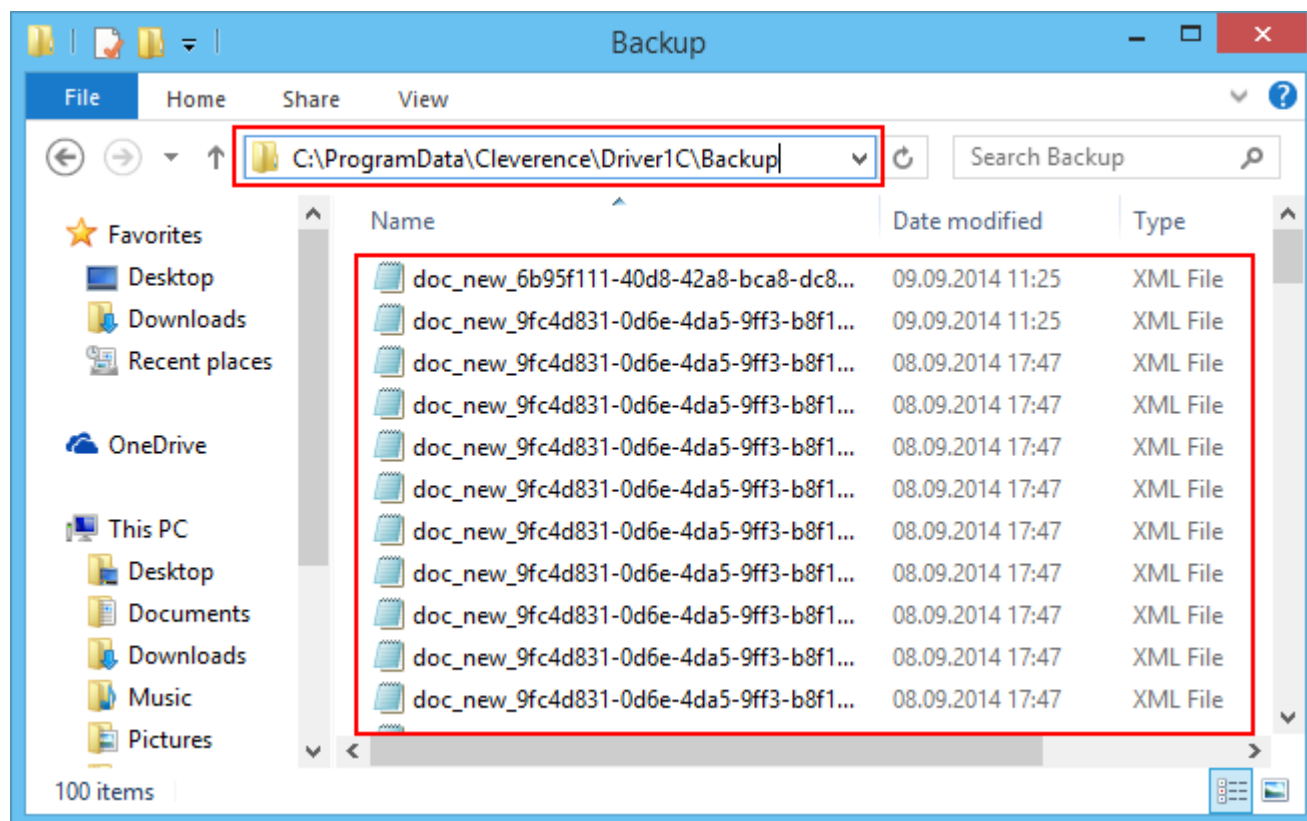 Backup
File Home Share View
C:\ProgramData\Cleverence\Driver1C\Backup Search Backup
Name Date modified Type
Favorites
Desktop
Downloads
Recent places
OneDrive
This PC
Desktop
Documents
Downloads
Music
Pictures
doc_new_6b95f111-40d8-42a8-bca8-dc8... 09.09.2014 11:25 XML File
doc_new_9fc4d831-0d6e-4da5-9ff3-b8f1... 09.09.2014 11:25 XML File
doc_new_9fc4d831-0d6e-4da5-9ff3-b8f1... 08.09.2014 17:47 XML File
doc_new_9fc4d831-0d6e-4da5-9ff3-b8f1... 08.09.2014 17:47 XML File
doc_new_9fc4d831-0d6e-4da5-9ff3-b8f1... 08.09.2014 17:47 XML File
doc_new_9fc4d831-0d6e-4da5-9ff3-b8f1... 08.09.2014 17:47 XML File
doc_new_9fc4d831-0d6e-4da5-9ff3-b8f1... 08.09.2014 17:47 XML File
doc_new_9fc4d831-0d6e-4da5-9ff3-b8f1... 08.09.2014 17:47 XML File
doc_new_9fc4d831-0d6e-4da5-9ff3-b8f1... 08.09.2014 17:47 XML File
doc_new_9fc4d831-0d6e-4da5-9ff3-b8f1... 08.09.2014 17:47 XML File
doc_new_9fc4d831-0d6e-4da5-9ff3-b8f1... 08.09.2014 17:47 XML File
100 items